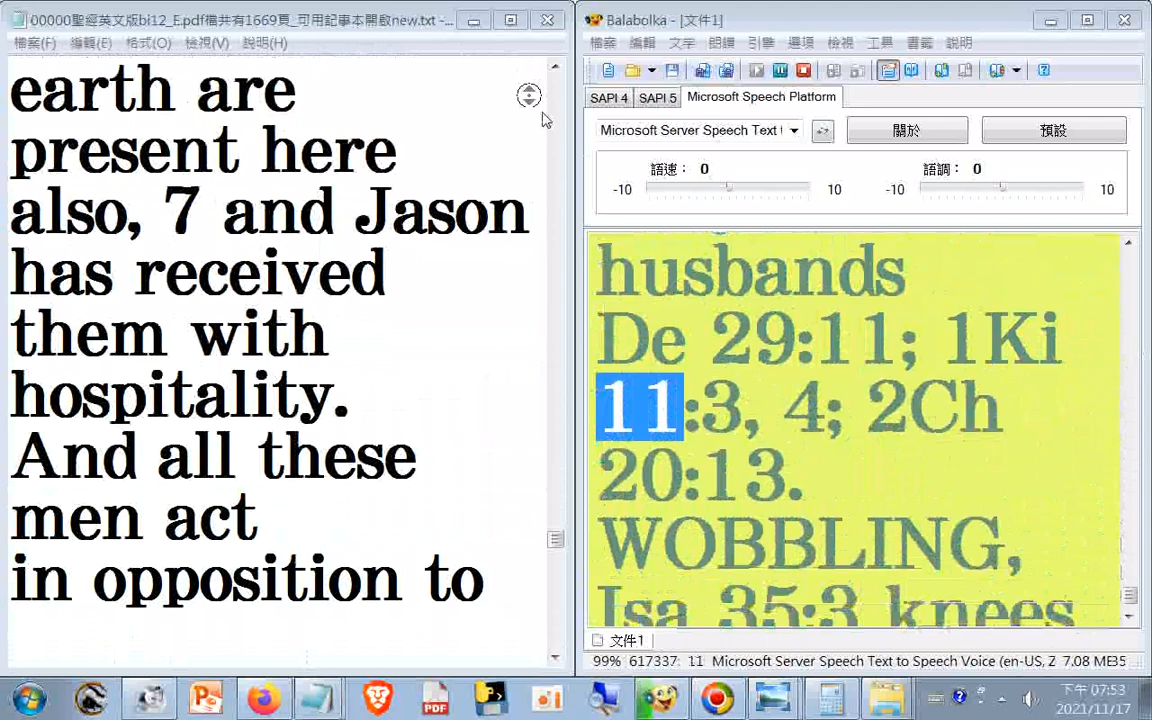 00000聖經英文版bi12_E.pdf檔共有1669頁_可用記事本開啟new.txt -...
檔案(F) 編輯(E) 格式(O) 檢視(V) 說明(H)
earth are
present here
also, 7 and Jason
has received
them with
hospitality.
And all these
men act
in opposition to
Balabolka - [文件1]
檔案 編輯 文字 朗讀 引擎 選項 檢視 工具 書籤 說明
SAPI 4 SAPI 5 Microsoft Speech Platform
Microsoft Server Speech Text 關於 預設
語速： 0 語調： 0
-10 10 -10 10
husbands
De 29:11; 1Ki
11:3, 4; 2Ch
20:13.
WOBBLING,
Isa 35:3 knees
文件1
99% 617337: 11 Microsoft Server Speech Text to Speech Voice (en-US, Z 7.08 MB
PDF
下午 07:53
2021/11/17